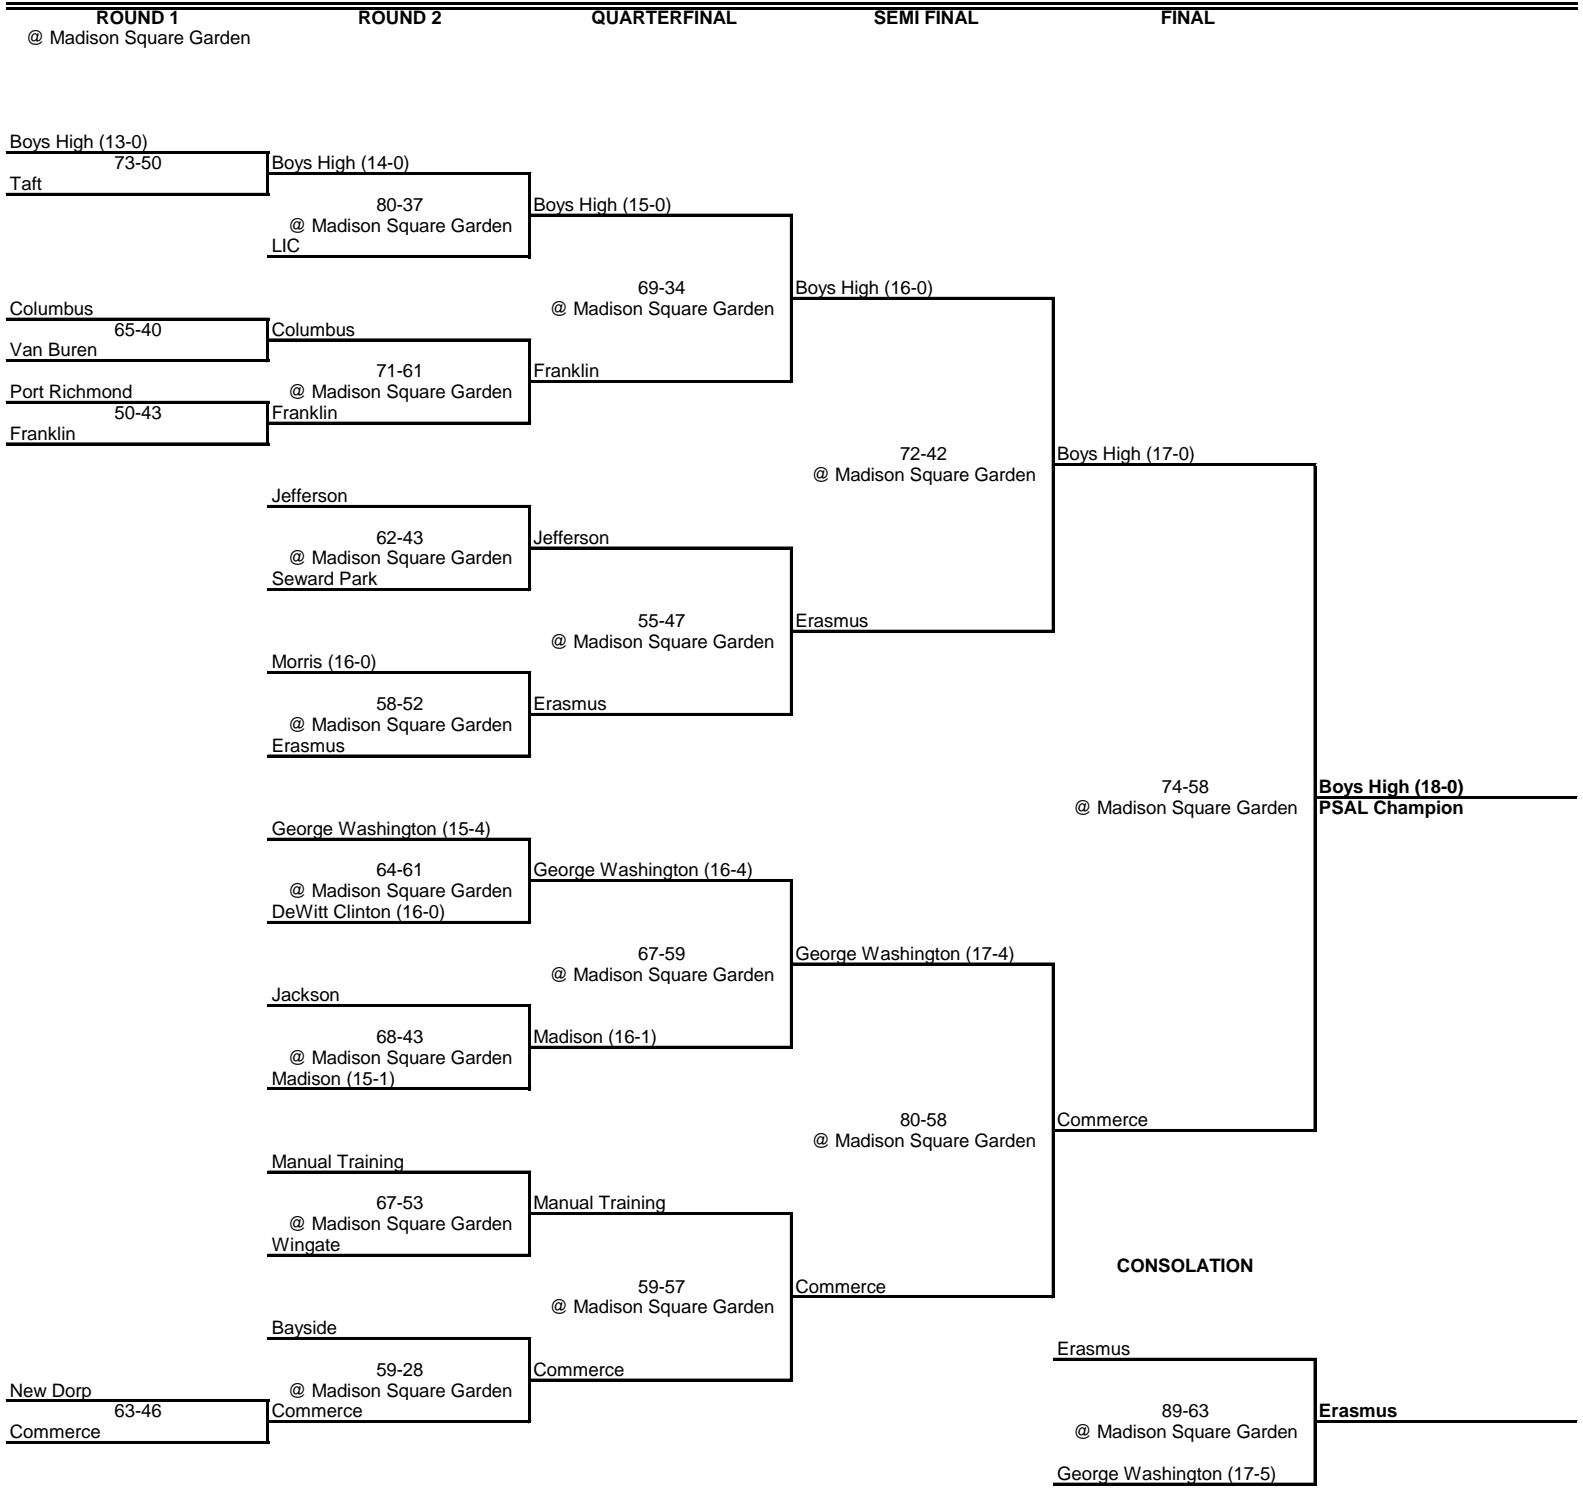 ROUND 1 ROUND 2 QUARTERFINAL SEMI FINAL FINAL
@ Madison Square Garden
Boys High (13-0)
73-50 Boys High (14-0)
Taft
80-37 Boys High (15-0)
@ Madison Square Garden
LIC
69-34 Boys High (16-0)
Columbus @ Madison Square Garden
65-40 Columbus
Van Buren
71-61 Franklin
Port Richmond @ Madison Square Garden
50-43 Franklin
Franklin
72-42 Boys High (17-0)
@ Madison Square Garden
Jefferson
62-43 Jefferson
@ Madison Square Garden
Seward Park
55-47 Erasmus
@ Madison Square Garden
Morris (16-0)
58-52 Erasmus
@ Madison Square Garden
Erasmus
74-58 Boys High (18-0)
@ Madison Square Garden PSAL Champion
George Washington (15-4)
64-61 George Washington (16-4)
@ Madison Square Garden
DeWitt Clinton (16-0)
67-59 George Washington (17-4)
@ Madison Square Garden
Jackson
68-43 Madison (16-1)
@ Madison Square Garden
Madison (15-1)
80-58 Commerce
@ Madison Square Garden
Manual Training
67-53 Manual Training
@ Madison Square Garden
Wingate
CONSOLATION
59-57 Commerce
@ Madison Square Garden
Bayside
Erasmus
59-28 Commerce
New Dorp @ Madison Square Garden
63-46 Commerce 89-63 Erasmus
Commerce @ Madison Square Garden
George Washington (17-5)